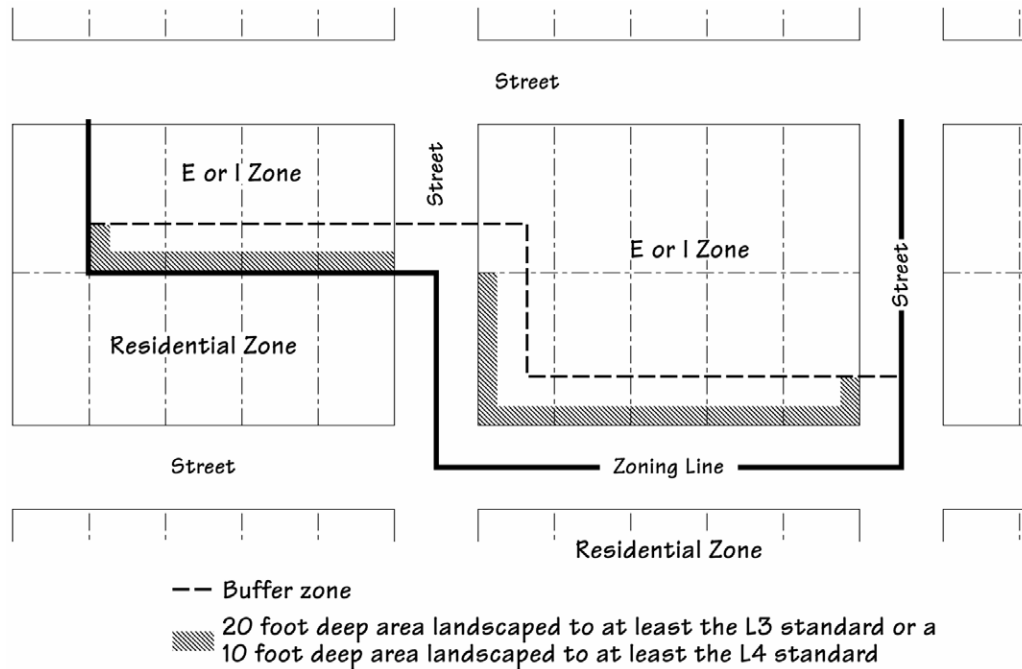 Street
Street
E or I Zone
E or I Zone
Street
Residential Zone
Street
Zoning Line
Residential Zone
Buffer zone
20 foot deep area landscaped to at least the L3 standard or a
10 foot deep area landscaped to at least the L4 standard